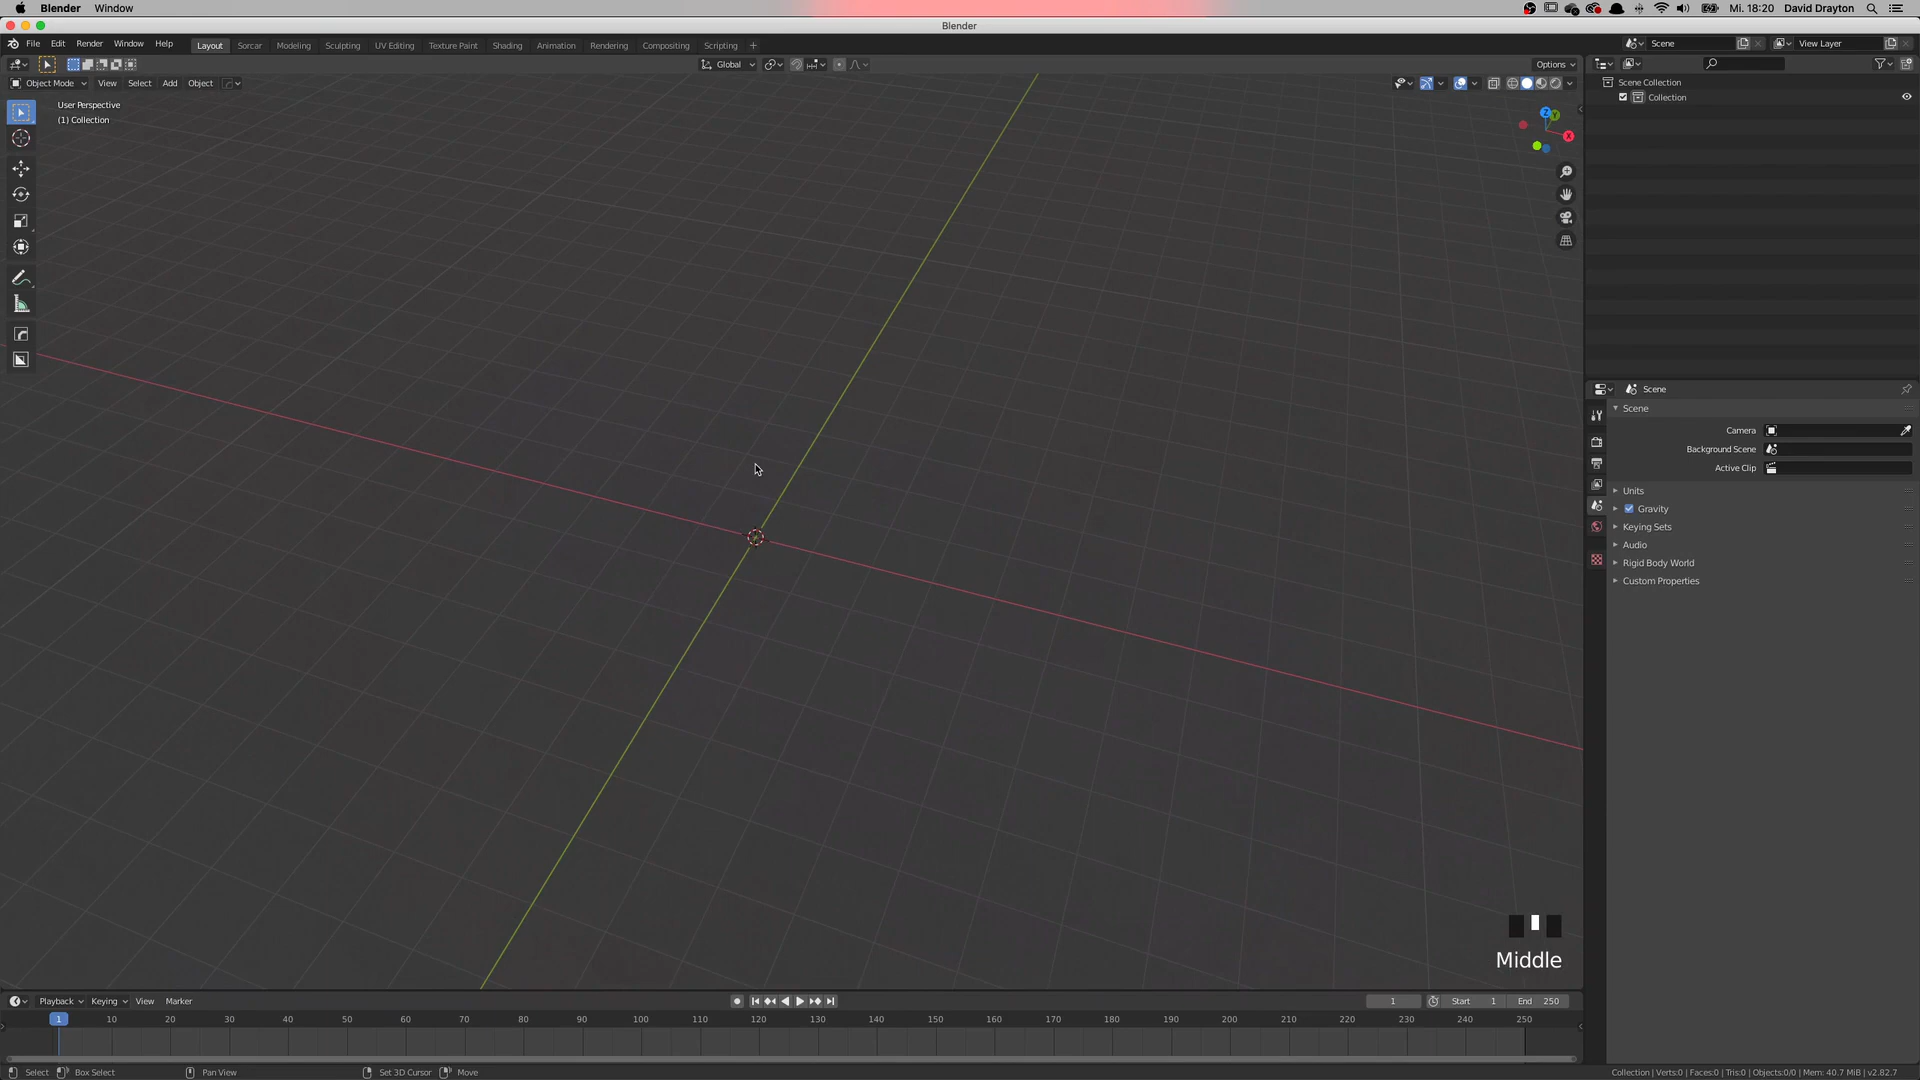 Blender Window Mi. 18:20 David Drayton
Blender
File Edit Render Window Help Layout Sorcar Modeling Sculpting UV Editing Texture Paint Shading Animation Rendering Compositing Scripting + Scene View Layer
Global Options
Object Mode View Select Add Object Scene Collection
Collection
User Perspective
(1) Collection
Z Y
X
Scene
Scene
Camera
Background Scene
Active Clip
Units
Gravity
Keying Sets
Audio
Rigid Body World
Custom Properties
Middle
Playback Keying View Marker 1 Start 1 End 250
1 10 20 30 40 50 60 70 80 90 100 110 120 130 140 150 160 170 180 190 200 210 220 230 240 250
Select Box Select Pan View Set 3D Cursor Move Collection | Verts:0 | Faces:0 | Tris:0 | Objects:0/0 | Mem: 40.7 MiB | v2.82.7